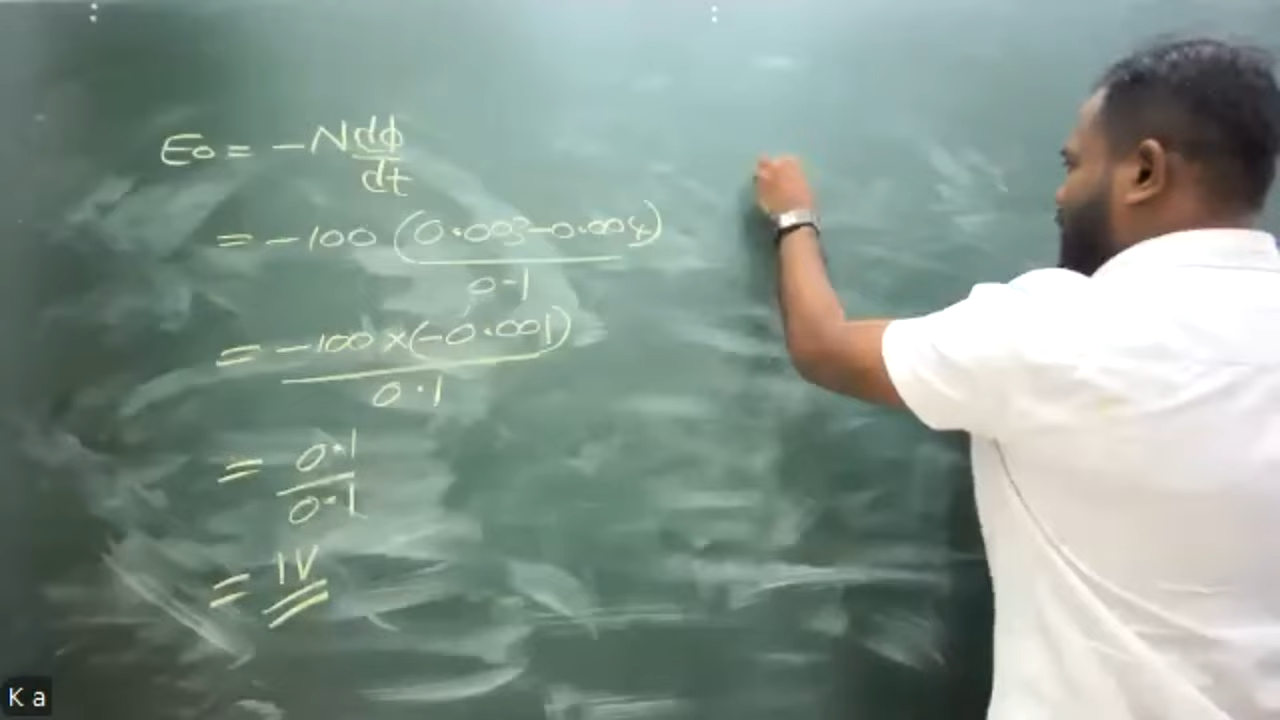 Eo = -N dφ/dt
= -100 (0.003-0.004)/0.1
= -100 x(-0.001)/0.1
= 0.1/0.1
= 1V
K a